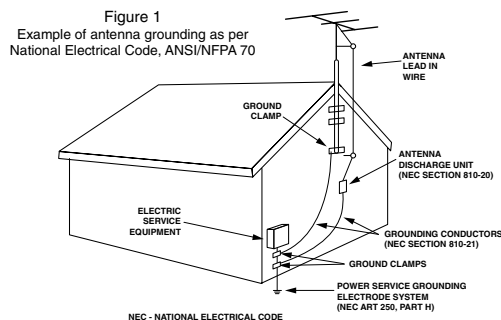 Figure 1
Example of antenna grounding as per
National Electrical Code, ANSI/NFPA 70
ANTENNA
LEAD IN
WIRE
GROUND
CLAMP
ANTENNA
DISCHARGE UNIT
(NEC SECTION 810-20)
ELECTRIC
SERVICE
EQUIPMENT
GROUNDING CONDUCTORS
(NEC SECTION 810-21)
GROUND CLAMPS
POWER SERVICE GROUNDING
ELECTRODE SYSTEM
(NEC ART 250, PART H)
NEC - NATIONAL ELECTRICAL CODE